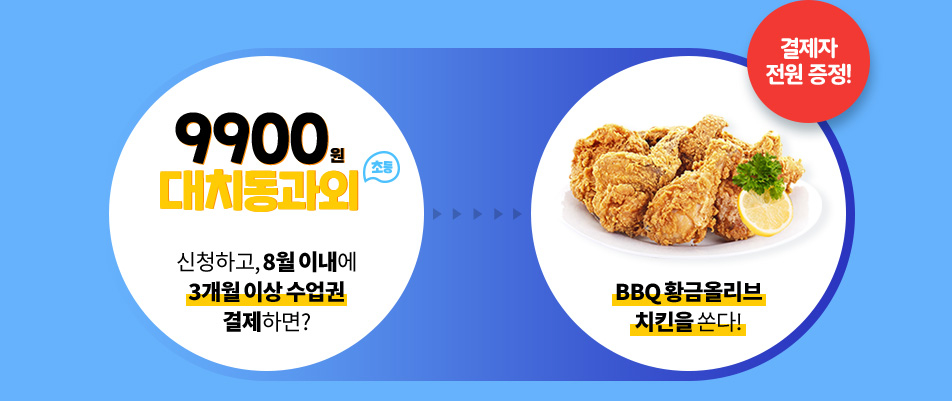 결제자
전원 증정!
9900원
대치동과외
초등
신청하고, 8월 이내에
3개월 이상 수업권
결제하면?
BBQ 황금올리브
치킨을 쏜다!